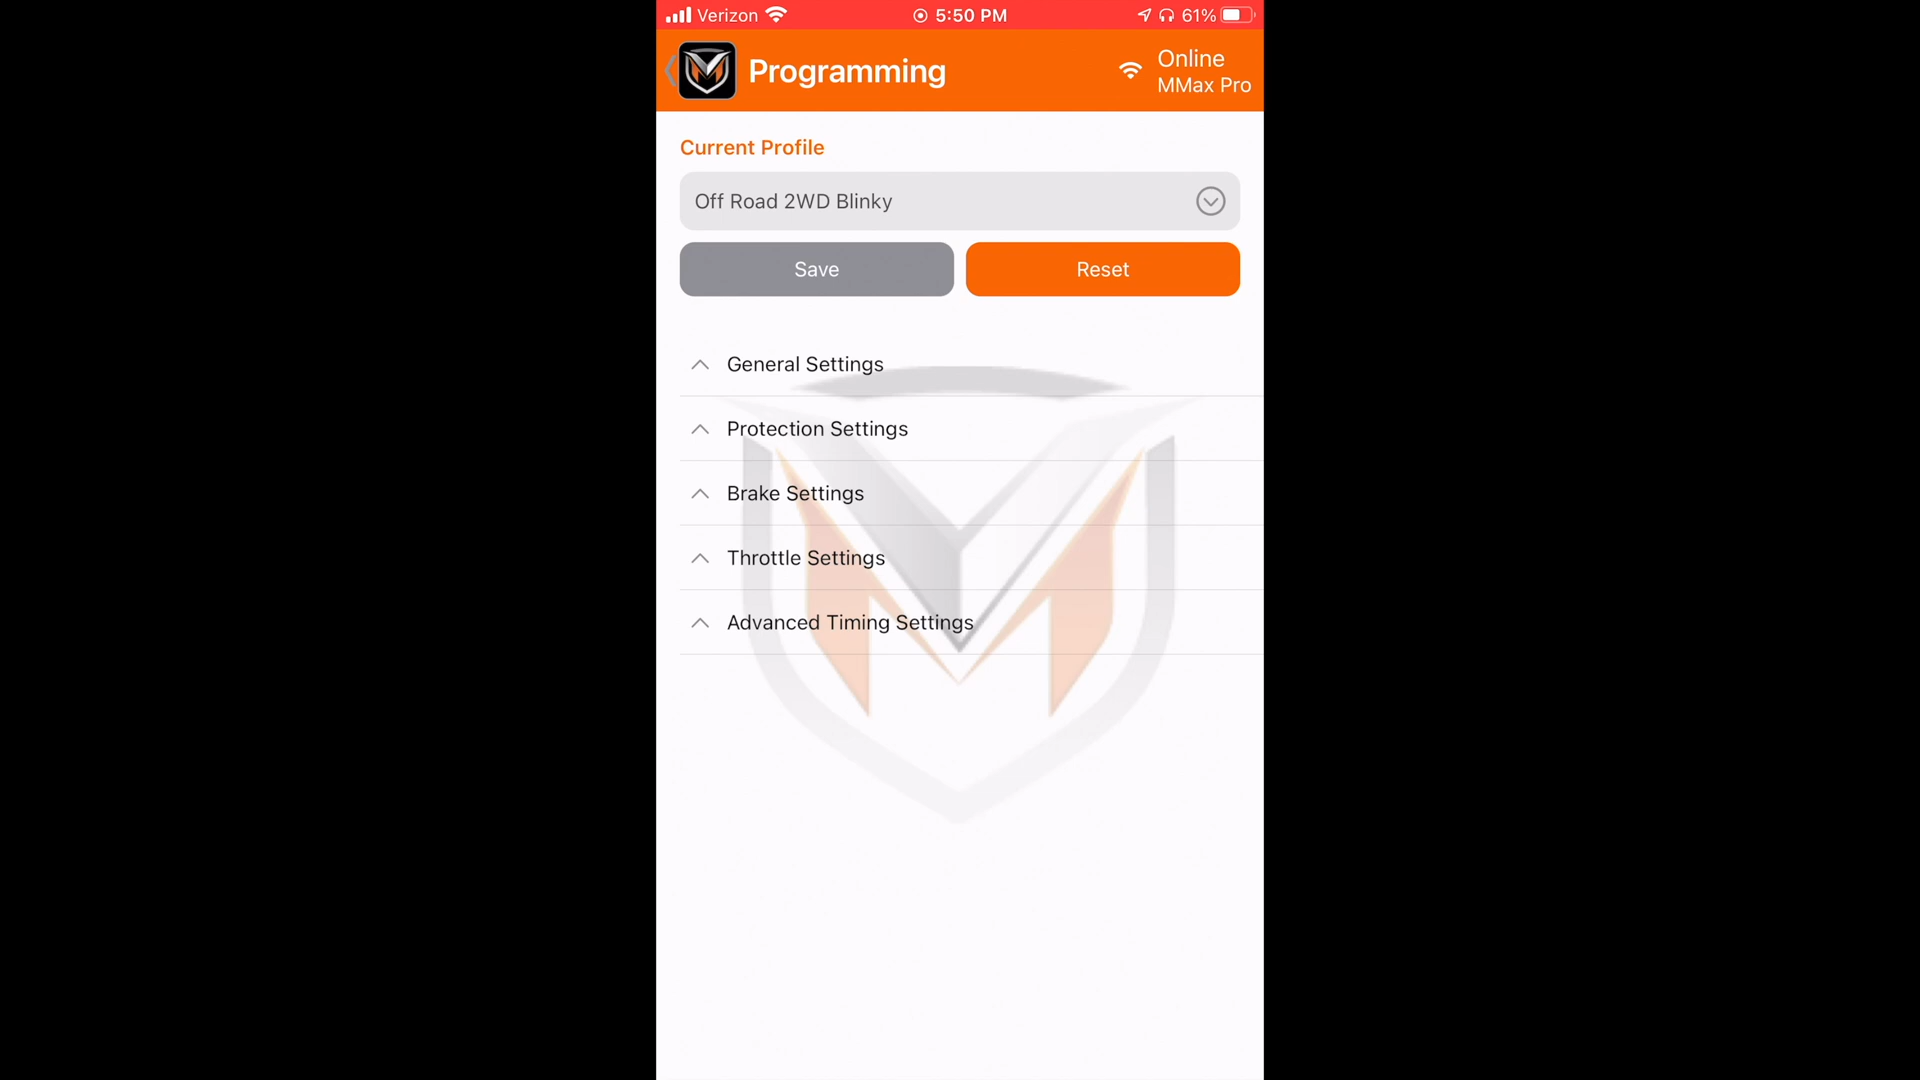 Verizon 5:50 PM 61%
Programming
Online
MMax Pro
Current Profile
Off Road 2WD Blinky
Save Reset
General Settings
Protection Settings
Brake Settings
Throttle Settings
Advanced Timing Settings